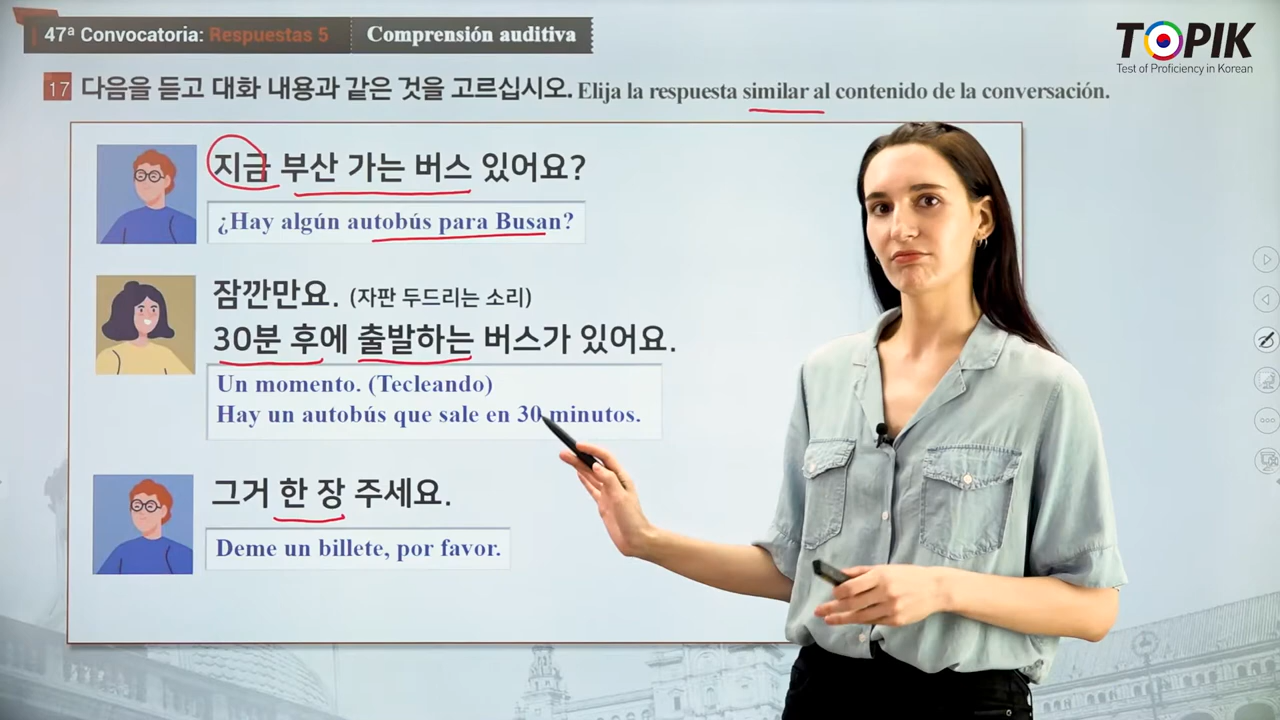 47ª Convocatoria: Respuestas 5 Comprensión auditiva
TOPIK
Test of Proficiency in Korean
17 다음을 듣고 대화 내용과 같은 것을 고르십시오. Elija la respuesta similar al contenido de la conversación.
지금 부산 가는 버스 있어요?
¿Hay algún autobús para Busan?
잠깐만요. (자판 두드리는 소리)
30분 후에 출발하는 버스가 있어요.
Un momento. (Tecleando)
Hay un autobús que sale en 30 minutos.
그거 한 장 주세요.
Deme un billete, por favor.